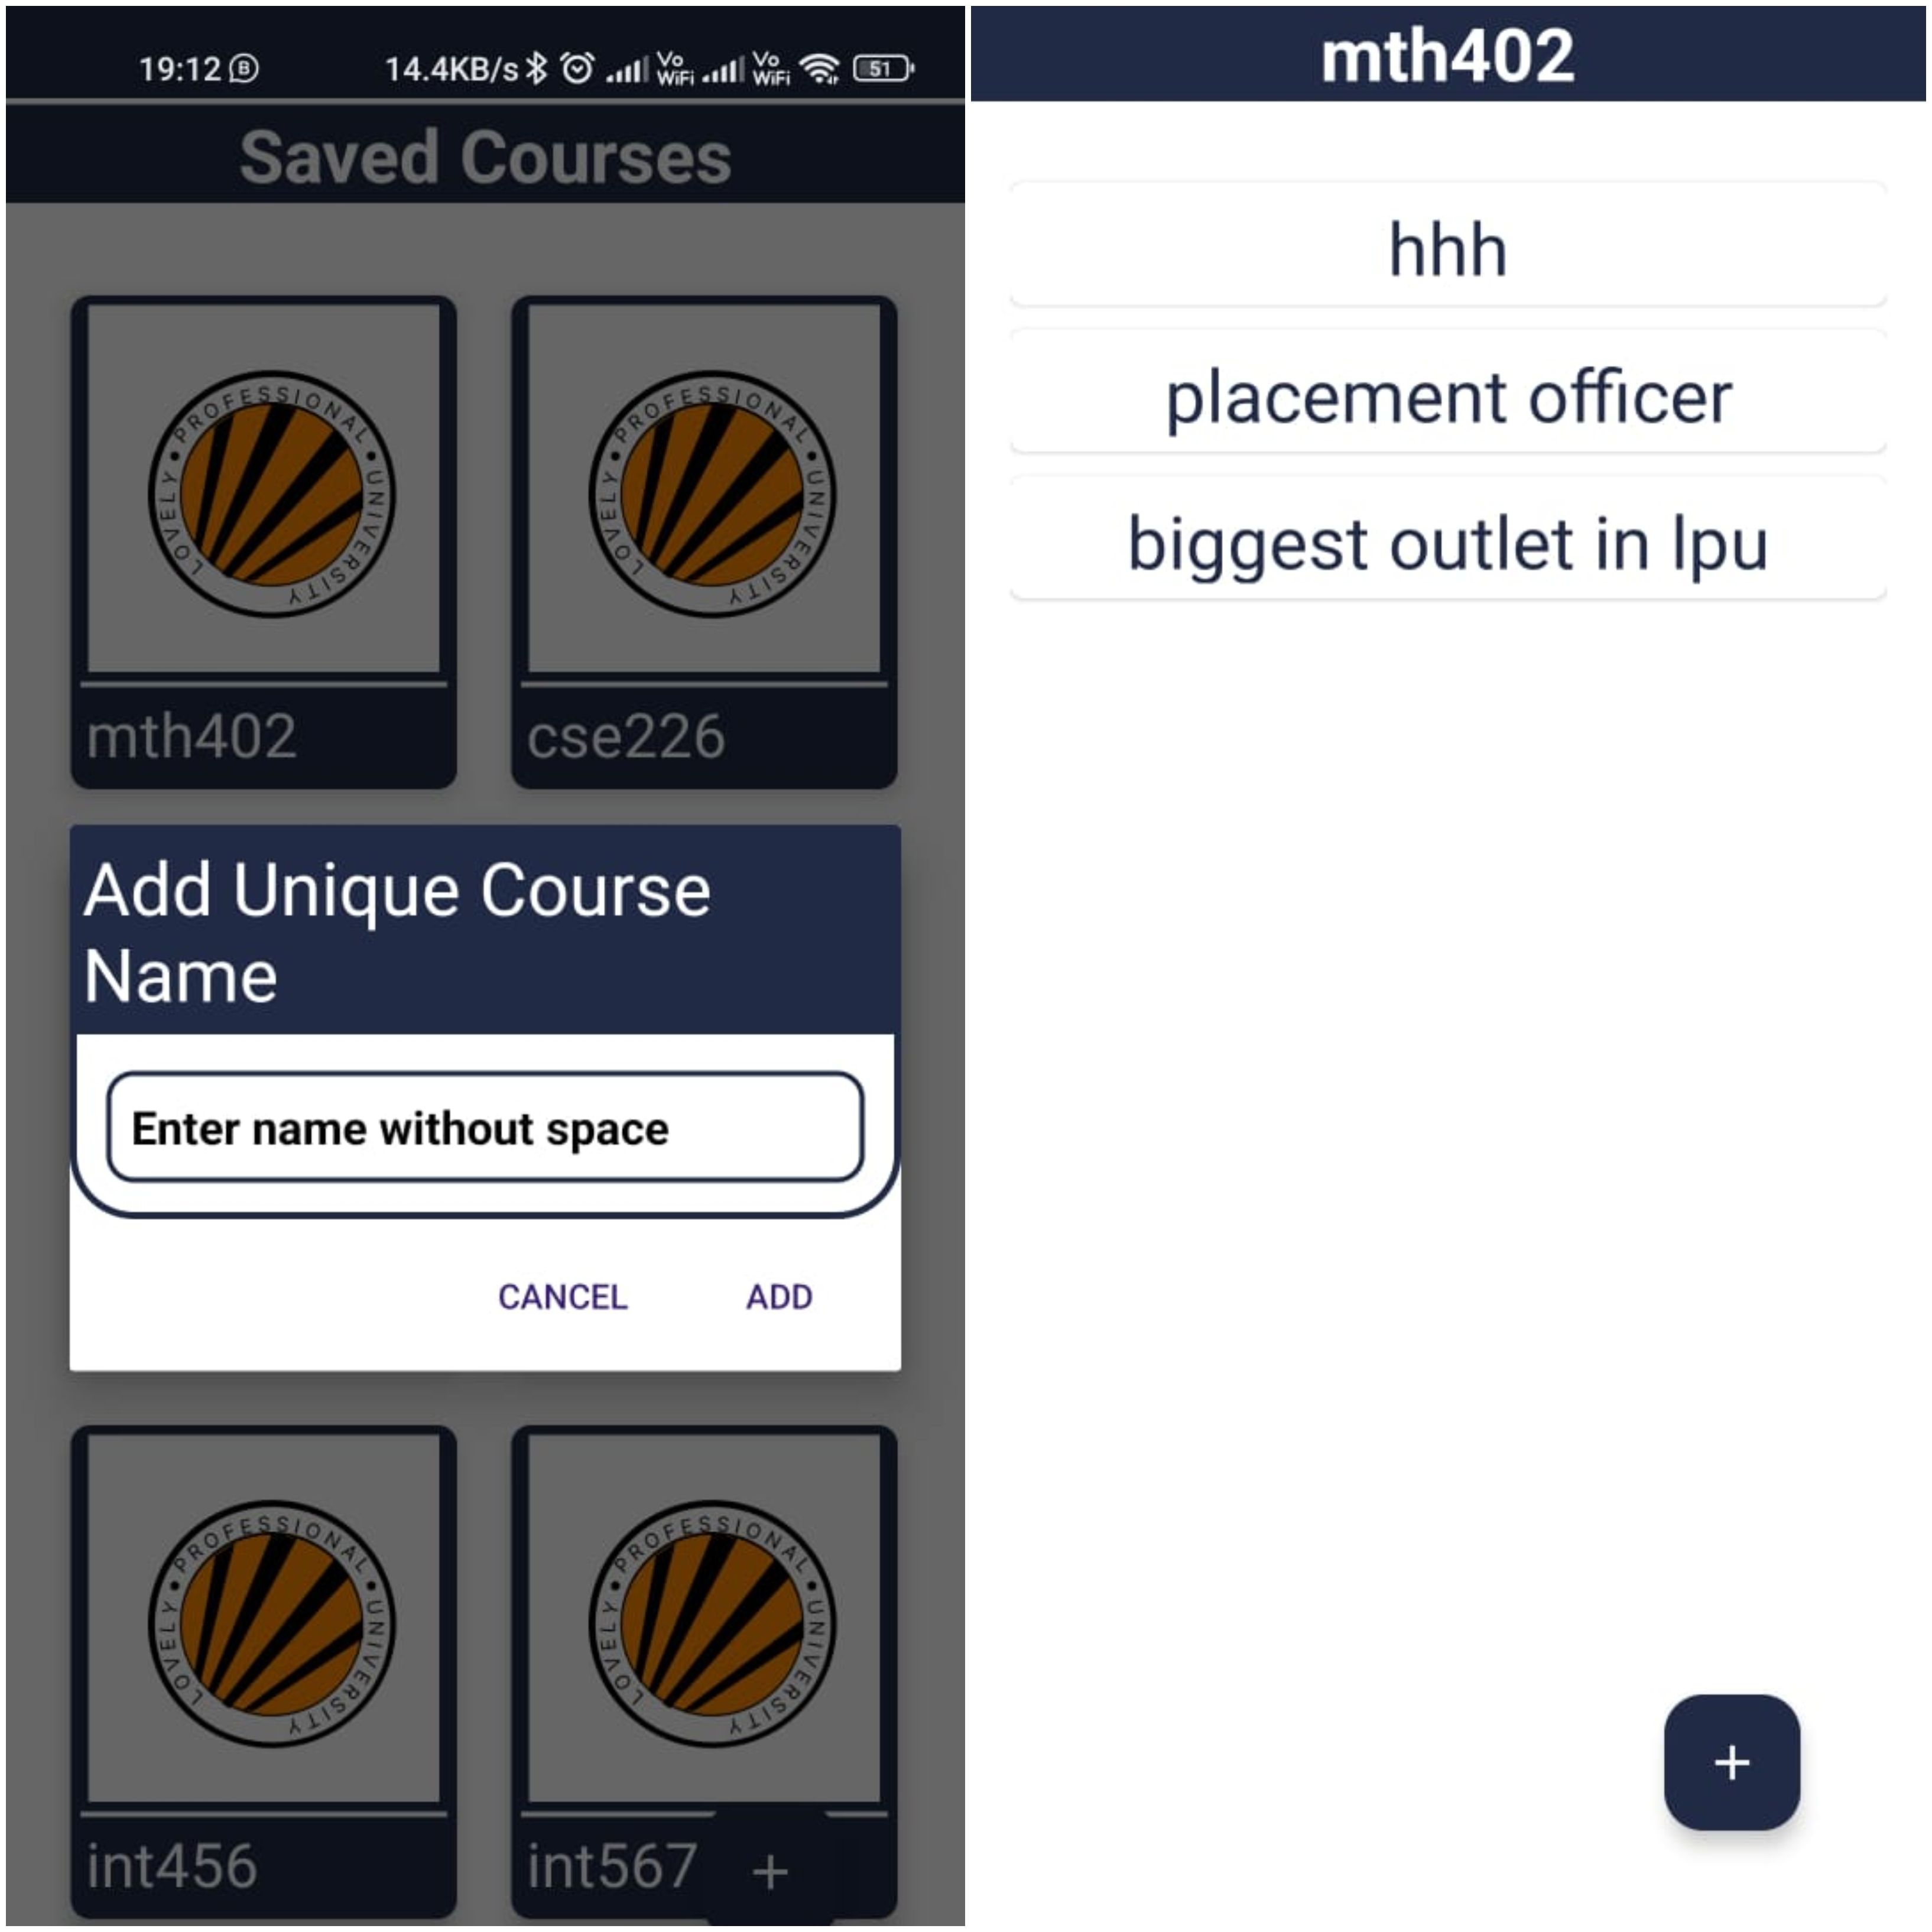 19:12
14.4KB/s
Vo WiFi
Vo WiFi
51
Saved Courses
LOVELY PROFESSIONAL UNIVERSITY
LOVELY PROFESSIONAL UNIVERSITY
mth402
cse226
Add Unique Course
Name
Enter name without space
CANCEL
ADD
LOVELY PROFESSIONAL UNIVERSITY
LOVELY PROFESSIONAL UNIVERSITY
int456
int567
+
mth402
hhh
placement officer
biggest outlet in lpu
+